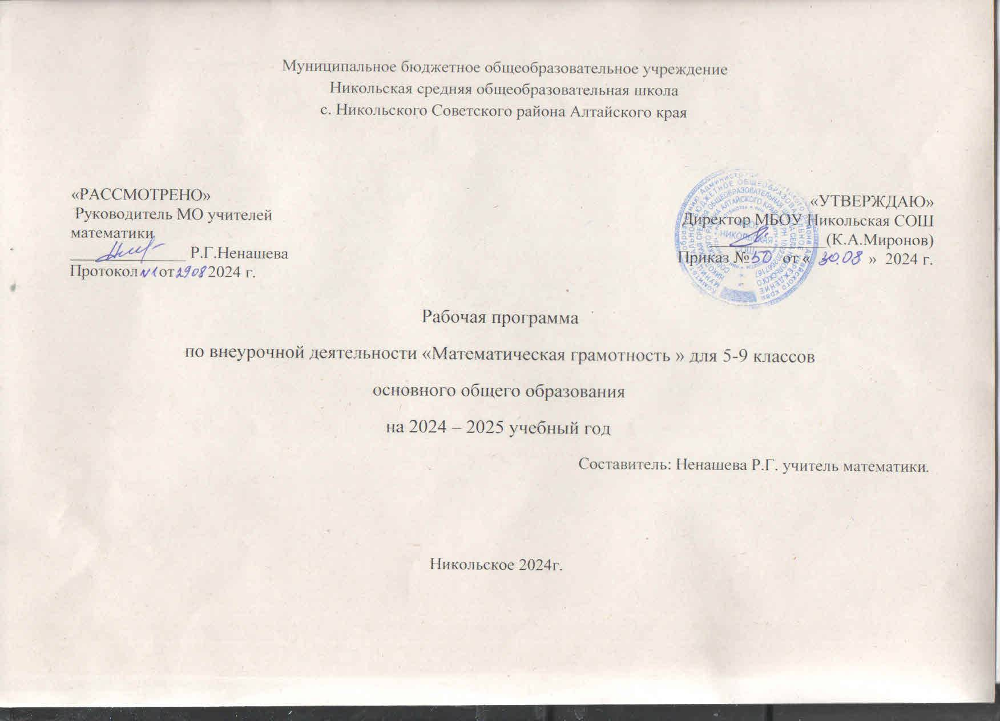 Муниципальное бюджетное общеобразовательное учреждение
Никольская средняя общеобразовательная школа
с. Никольского Советского района Алтайского края
«РАССМОТРЕНО»
Руководитель МО учителей
математики
Р.Г.Ненашева
Протокол №1 от 29 08 2024 г.
«УТВЕРЖДАЮ»
Директор МБОУ Никольская СОШ
(К.А.Миронов)
Приказ № 50 от « 30.08 » 2024 г.
НИКОЛЬСКАЯ
СОШ
Рабочая программа
по внеурочной деятельности «Математическая грамотность » для 5-9 классов
основного общего образования
на 2024 – 2025 учебный год
Составитель: Ненашева Р.Г. учитель математики.
Никольское 2024г.